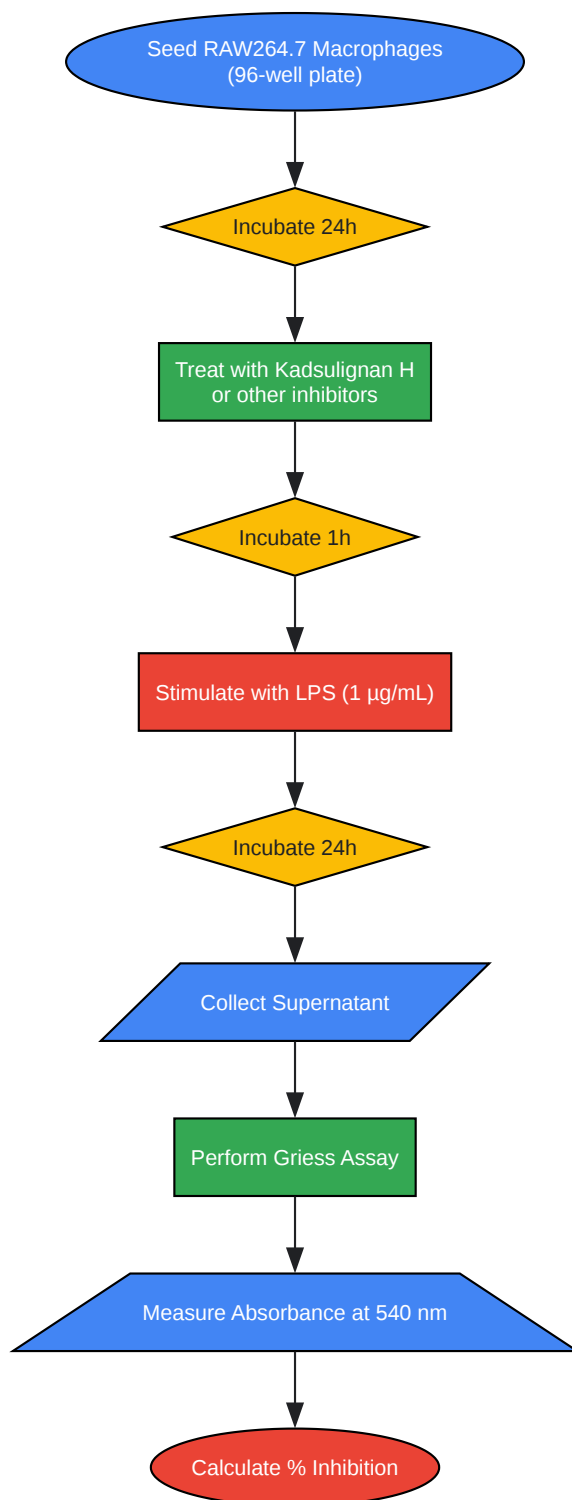 Seed RAW264.7 Macrophages
(96-well plate)
Incubate 24h
Treat with Kadsulignan H
or other inhibitors
Incubate 1h
Stimulate with LPS (1 µg/mL)
Incubate 24h
Collect Supernatant
Perform Griess Assay
Measure Absorbance at 540 nm
Calculate % Inhibition